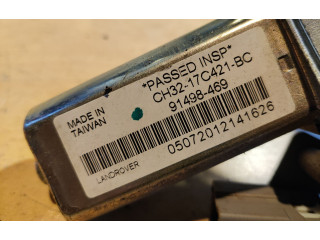 *PASSED INSP*
CH32-17C421-BC
91498-469
MADE IN
TAIWAN
05072012141626
LANDROVER